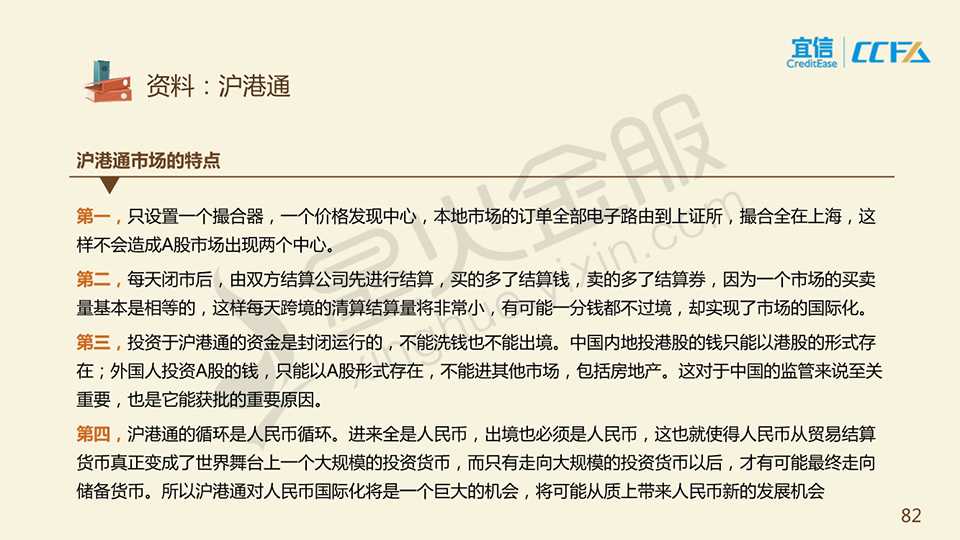 宜信
CreditEase
CCFA
资料：沪港通
沪港通市场的特点
第一，只设置一个撮合器，一个价格发现中心，本地市场的订单全部电子路由到上证所，撮合全在上海，这
样不会造成A股市场出现两个中心。
第二，每天闭市后，由双方结算公司先进行结算，买的多了结算钱，卖的多了结算券，因为一个市场的买卖
量基本是相等的，这样每天跨境的清算结算量将非常小，有可能一分钱都不过境，却实现了市场的国际化。
第三，投资于沪港通的资金是封闭运行的，不能洗钱也不能出境。中国内地投港股的钱只能以港股的形式存
在；外国人投资A股的钱，只能以A股形式存在，不能进其他市场，包括房地产。这对于中国的监管来说至关
重要，也是它能获批的重要原因。
第四，沪港通的循环是人民币循环。进来全是人民币，出境也必须是人民币，这也就使得人民币从贸易结算
货币真正变成了世界舞台上一个大规模的投资货币，而只有走向大规模的投资货币以后，才有可能最终走向
储备货币。所以沪港通对人民币国际化将是一个巨大的机会，将可能从质上带来人民币新的发展机会
星火金服
xinghuo.yixin.com
82